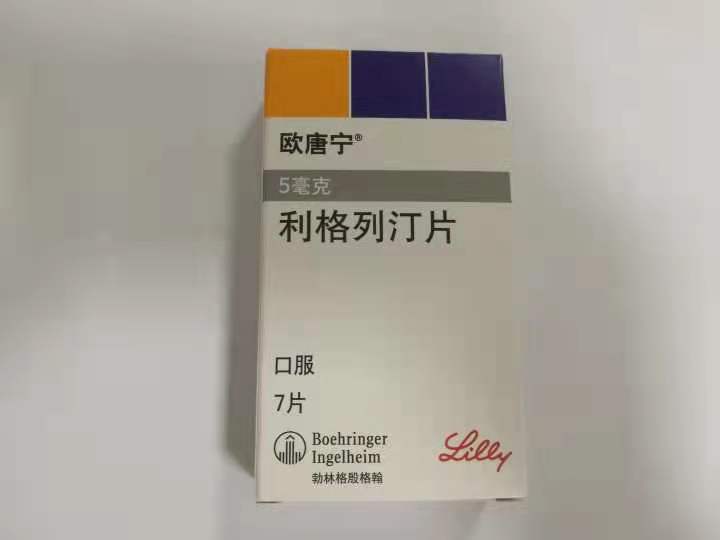 欧唐宁®
5毫克
利格列汀片
口服
7片
Boehringer
Ingelheim
勃林格殷格翰
Lilly